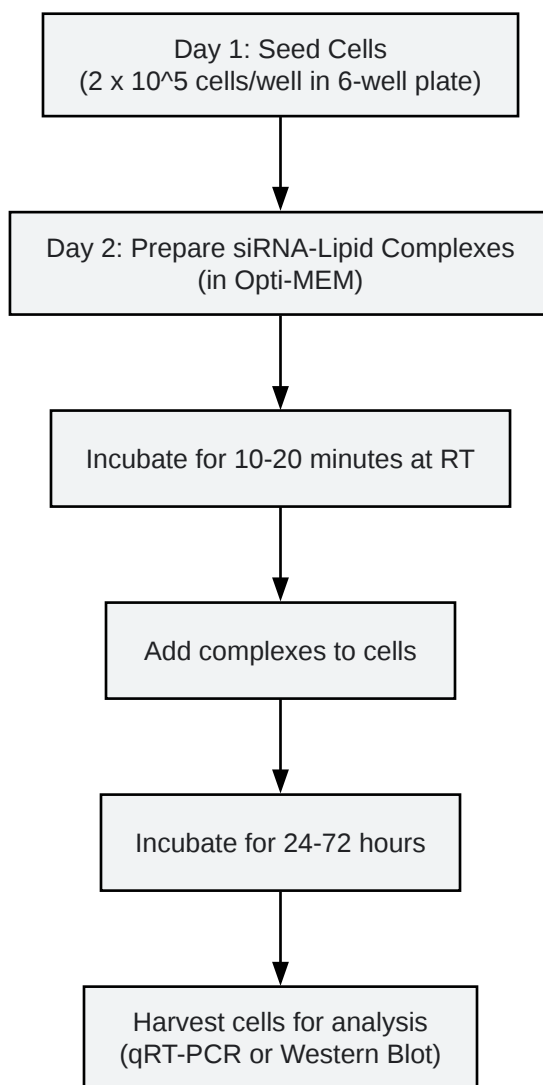 Day 1: Seed Cells
(2 x 10^5 cells/well in 6-well plate)
Day 2: Prepare siRNA-Lipid Complexes
(in Opti-MEM)
Incubate for 10-20 minutes at RT
Add complexes to cells
Incubate for 24-72 hours
Harvest cells for analysis
(qRT-PCR or Western Blot)